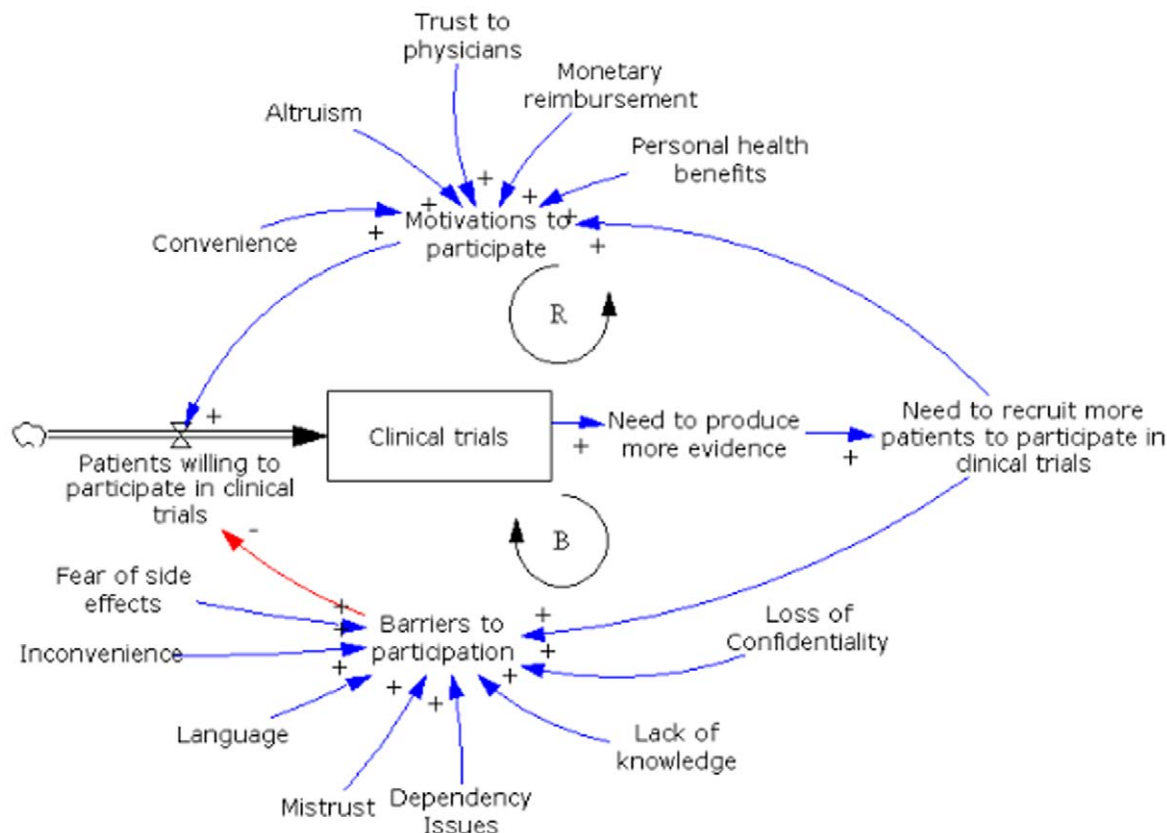 Trust to
physicians
Monetary
reimbursement
Altruism
Personal health
benefits
+
+
+
+
Convenience
+
Motivations to
participate
+
R
+
Clinical trials
+
Need to produce
more evidence
+
Need to recruit more
patients to participate in
clinical trials
Patients willing to
participate in clinical
trials
-
B
Fear of side
effects
+
+
Barriers to
participation
+
+
Loss of
Confidentiality
Inconvenience
+
+
+
+
Language
Lack of
knowledge
Mistrust
Dependency
Issues